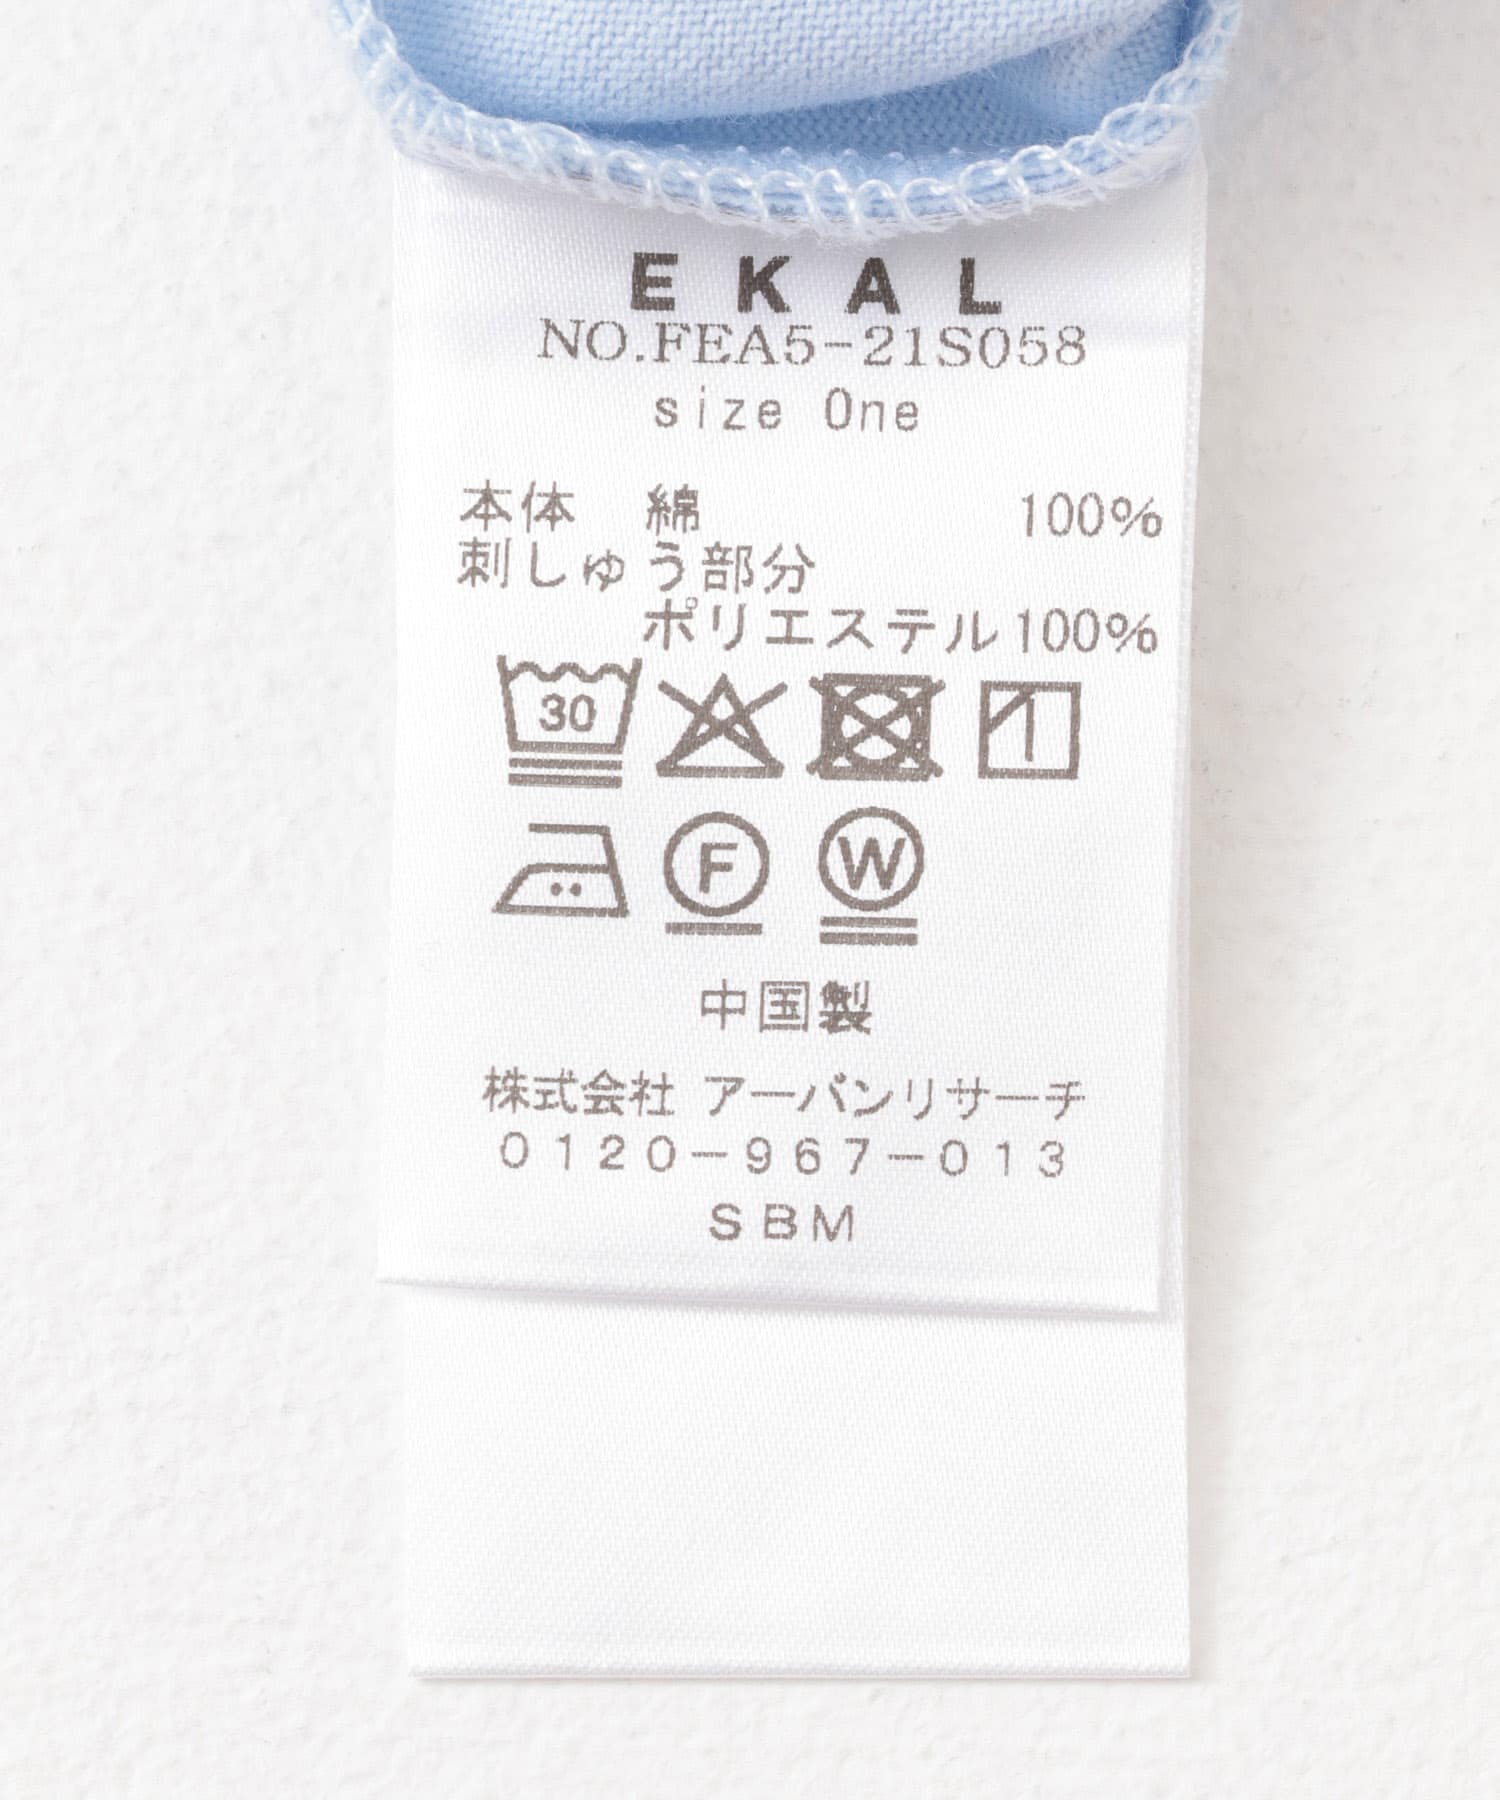 EKAL
NO.FEA5-21S058
size One
本体 綿 100%
刺しゅう部分
ポリエステル100%
30
F W
中国製
株式会社 アーバンリサーチ
0120-967-013
SBM